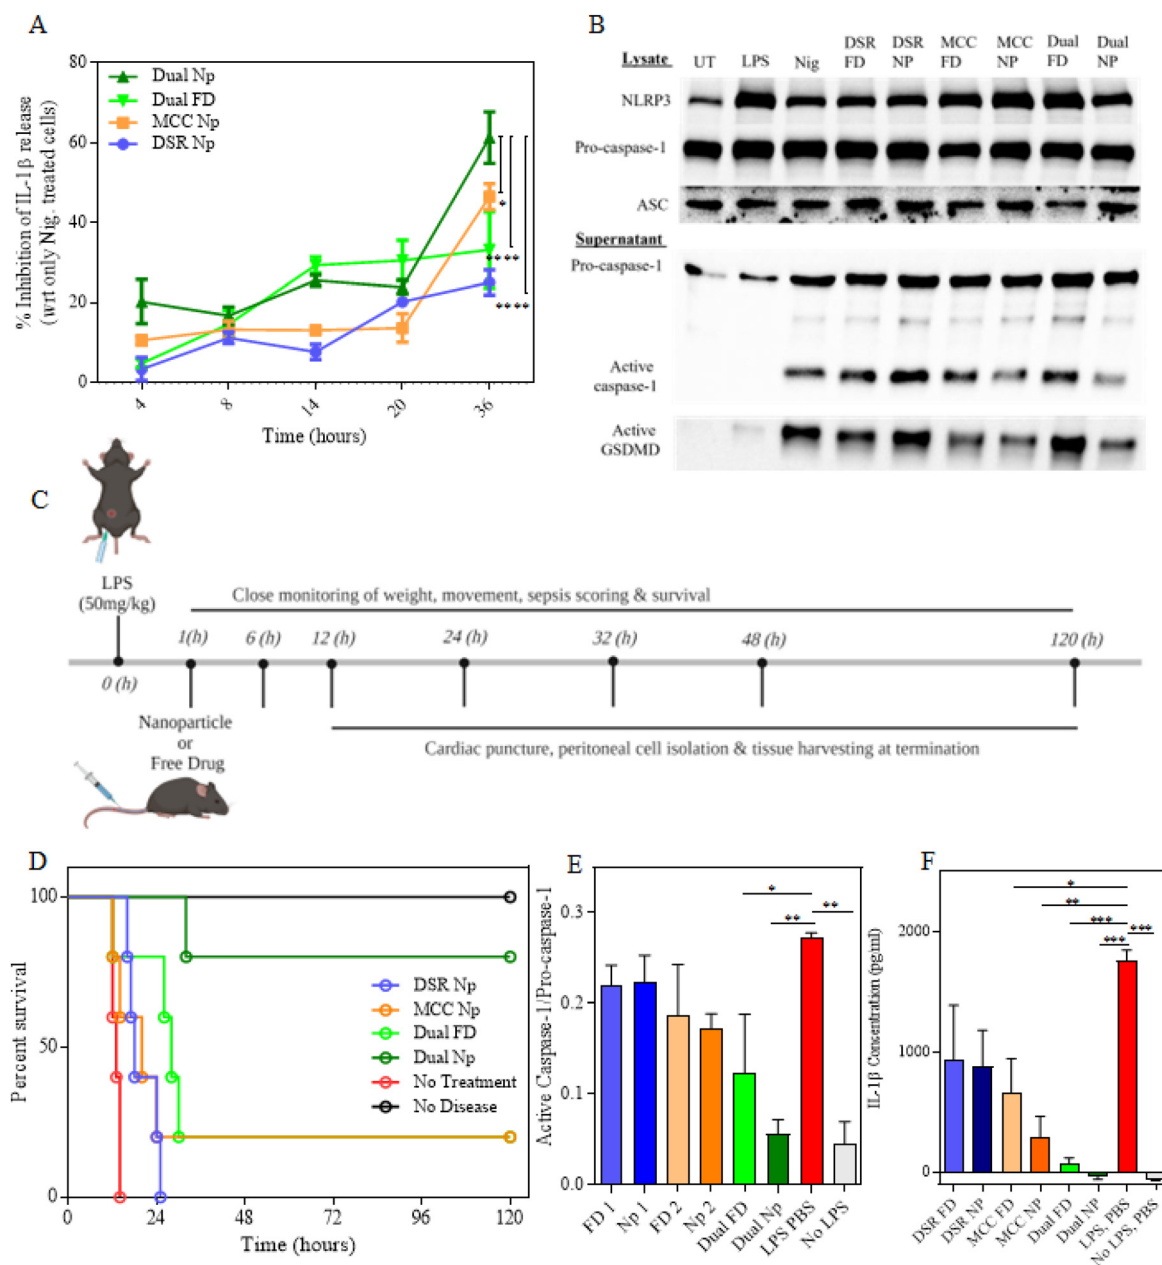 A
80
60
40
20
0
% Inhibition of IL-1β release
(wrt only Nig. treated cells)
Dual Np
Dual FD
MCC Np
DSR Np
*
****
****
4
8
14
20
36
Time (hours)
B
Lysate
UT
LPS
Nig
DSR
FD
DSR
NP
MCC
FD
MCC
NP
Dual
FD
Dual
NP
NLRP3
Pro-caspase-1
ASC
Supernatant
Pro-caspase-1
Active
caspase-1
Active
GSDMD
C
LPS
(50mg/kg)
Close monitoring of weight, movement, sepsis scoring & survival
0 (h)
1(h)
6 (h)
12 (h)
24 (h)
32 (h)
48 (h)
120 (h)
Nanoparticle
or
Free Drug
Cardiac puncture, peritoneal cell isolation & tissue harvesting at termination
D
Percent survival
100
50
0
DSR Np
MCC Np
Dual FD
Dual Np
No Treatment
No Disease
0
24
48
72
96
120
Time (hours)
E
Active Caspase-1/Pro-caspase-1
0.3
0.2
0.1
0.0
*
**
**
FD 1
Np 1
FD 2
Np 2
Dual FD
Dual Np
LPS PBS
No LPS
F
IL-1β Concentration (pg/ml)
2000
1000
0
*
**
***
***
***
DSR FD
DSR NP
MCC FD
MCC NP
Dual FD
Dual NP
LPS, PBS
No LPS, PBS